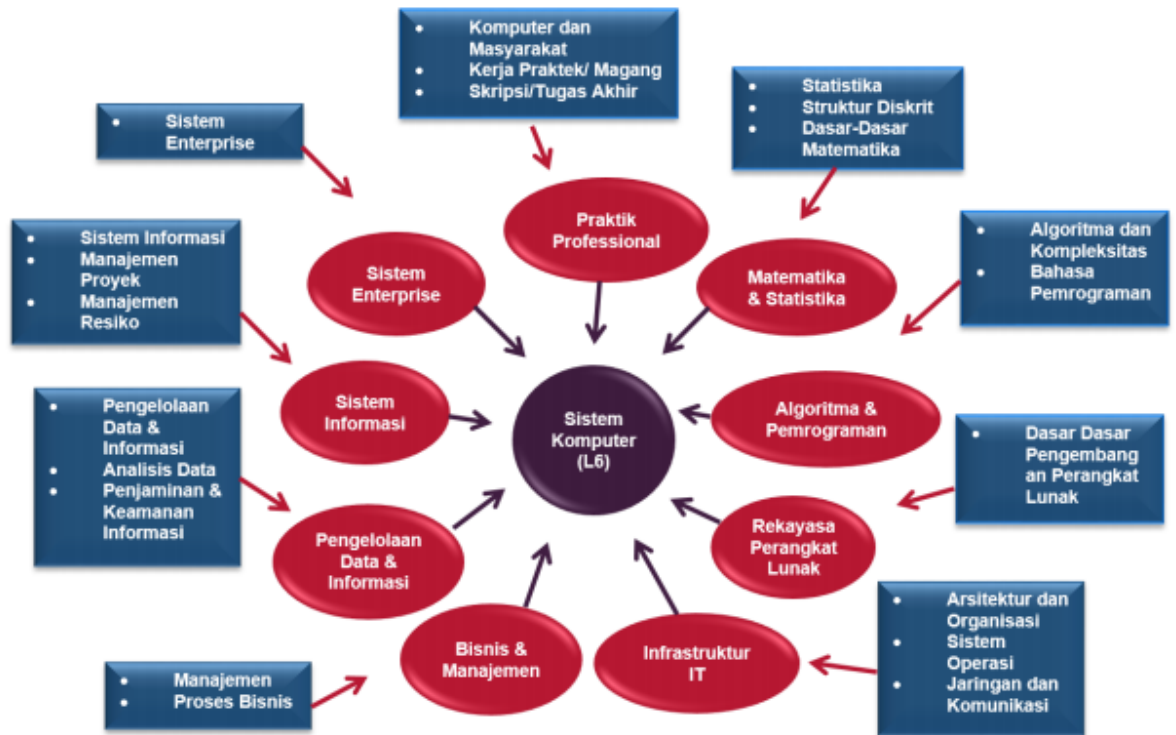 • Komputer dan
Masyarakat
• Kerja Praktek/ Magang
• Skripsi/Tugas Akhir
• Statistika
• Struktur Diskrit
• Dasar-Dasar
Matematika
• Sistem
Enterprise
Praktik
Professional
• Algoritma dan
Kompleksitas
• Bahasa
Pemrograman
• Sistem Informasi
• Manajemen
Proyek
• Manajemen
Resiko
Sistem
Enterprise
Matematika
& Statistika
Sistem
Informasi
Sistem
Komputer
(L6)
Algoritma &
Pemrograman
• Pengelolaan
Data &
Informasi
• Analisis Data
• Penjaminan &
Keamanan
Informasi
• Dasar Dasar
Pengembang
an Perangkat
Lunak
Pengelolaan
Data &
Informasi
Rekayasa
Perangkat
Lunak
Bisnis &
Manajemen
Infrastruktur
IT
• Arsitektur dan
Organisasi
• Sistem
Operasi
• Jaringan dan
Komunikasi
• Manajemen
• Proses Bisnis